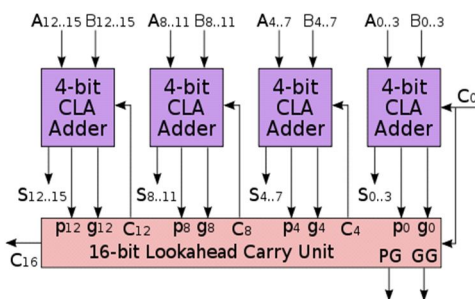 A12..15 B12..15 A8..11 B8..11 A4..7 B4..7 A0..3 B0..3
4-bit CLA Adder 4-bit CLA Adder 4-bit CLA Adder 4-bit CLA Adder
C0
S12..15 S8..11 S4..7 S0..3
p12 g12 C12 p8 g8 C8 p4 g4 C4 p0 g0
16-bit Lookahead Carry Unit PG GG
C16